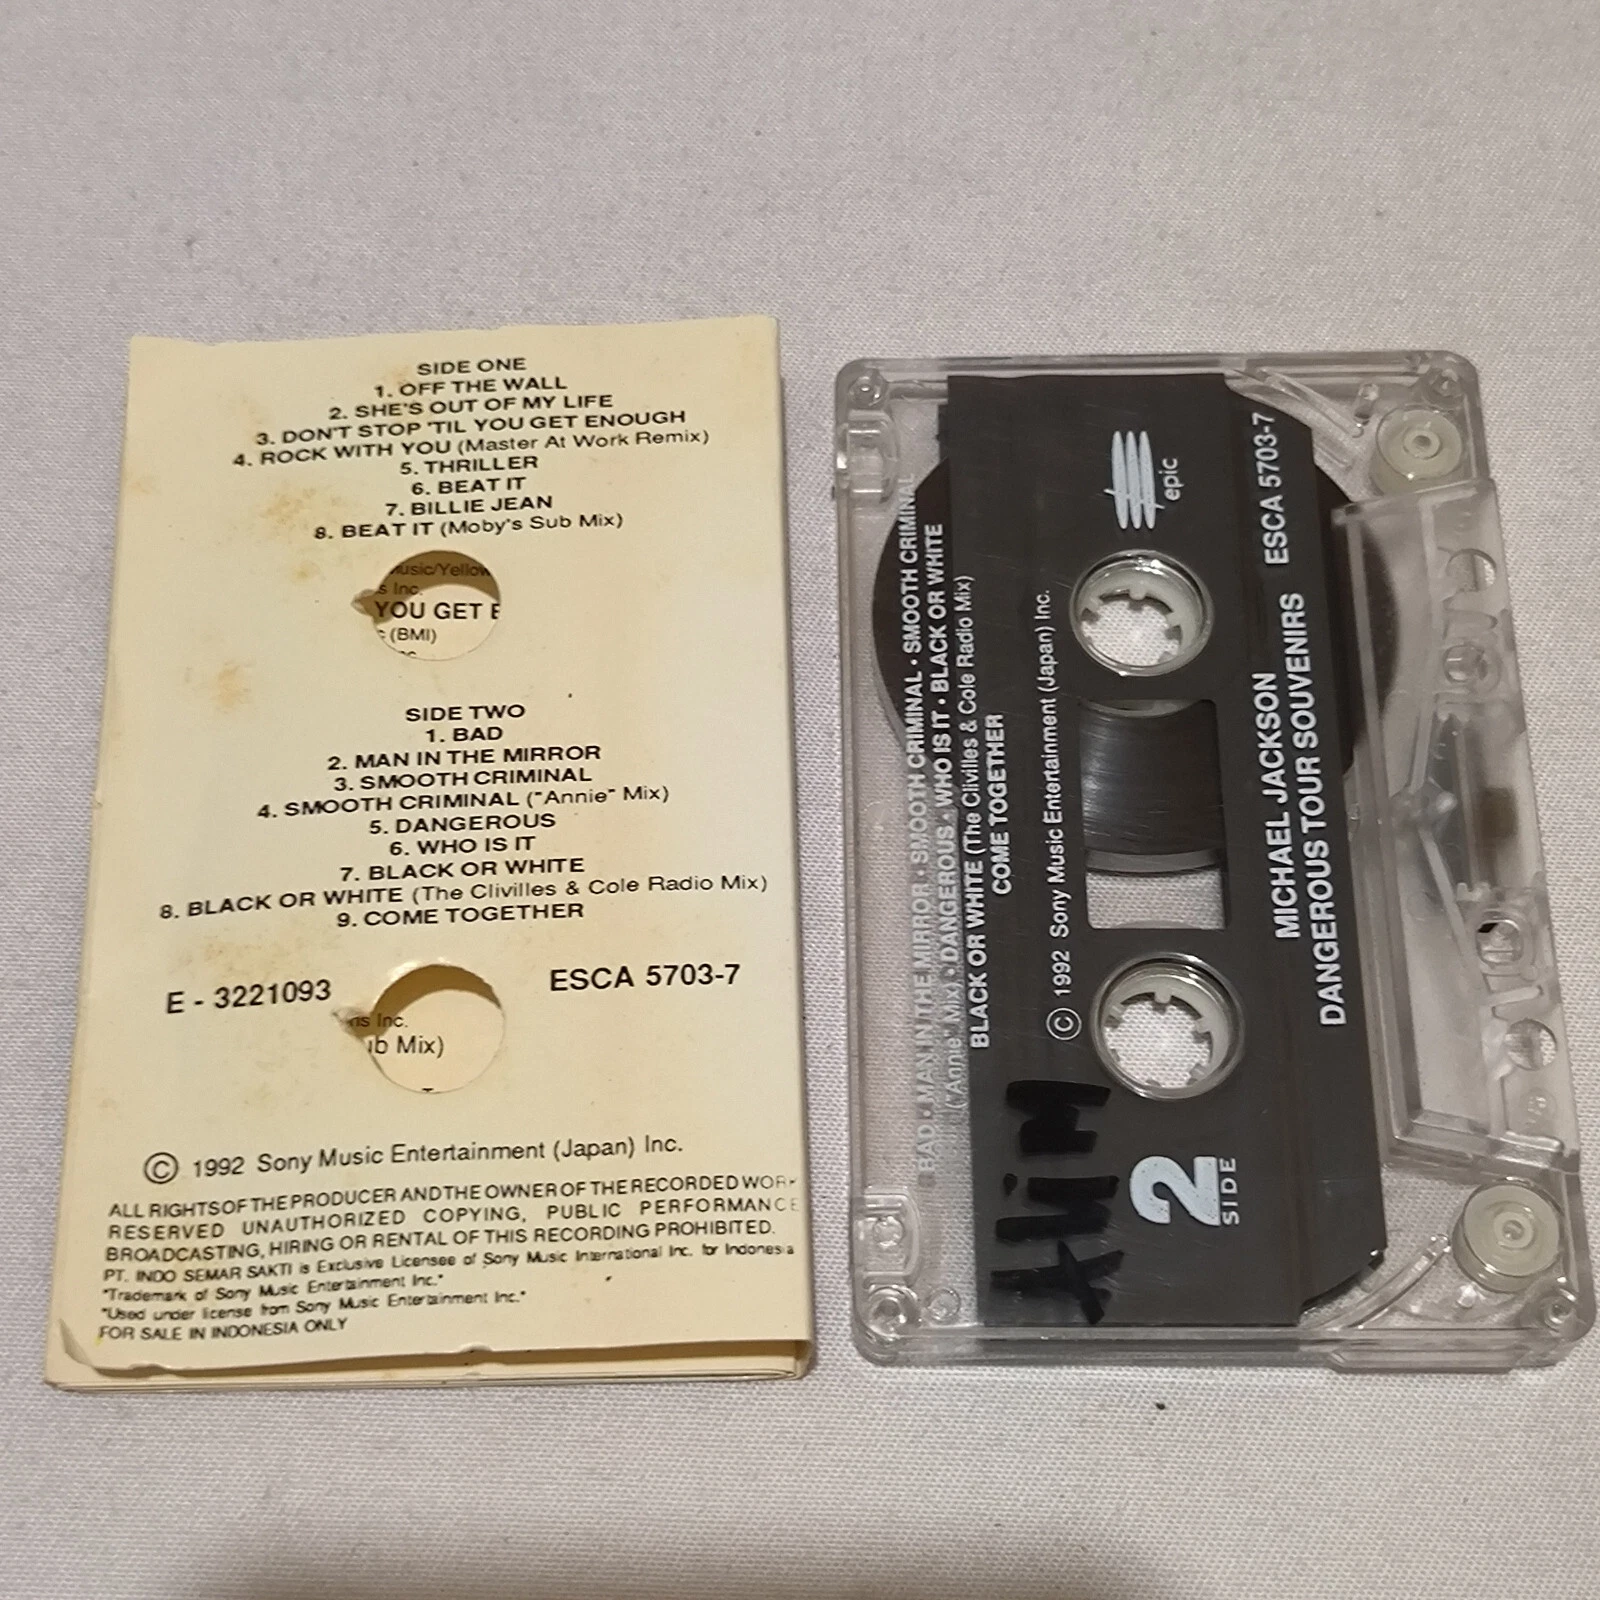 SIDE ONE
1. OFF THE WALL
2. SHE'S OUT OF MY LIFE
3. DON'T STOP 'TIL YOU GET ENOUGH
4. ROCK WITH YOU (Master At Work Remix)
5. THRILLER
6. BEAT IT
7. BILLIE JEAN
8. BEAT IT (Moby's Sub Mix)
usic/Yellow
s Inc.
YOU GET E
(BMI)
SIDE TWO
1. BAD
2. MAN IN THE MIRROR
3. SMOOTH CRIMINAL
4. SMOOTH CRIMINAL ("Annie" Mix)
5. DANGEROUS
6. WHO IS IT
7. BLACK OR WHITE
8. BLACK OR WHITE (The Clivilles & Cole Radio Mix)
9. COME TOGETHER
E - 3221093
ESCA 5703-7
ns Inc.
ub Mix)
© 1992 Sony Music Entertainment (Japan) Inc.
ALL RIGHTS OF THE PRODUCER AND THE OWNER OF THE RECORDED WORK
RESERVED UNAUTHORIZED COPYING, PUBLIC PERFORMANCE
BROADCASTING, HIRING OR RENTAL OF THIS RECORDING PROHIBITED.
PT. INDO SEMAR SAKTI is Exclusive Licensee of Sony Music International Inc. for Indonesia
"Trademark of Sony Music Entertainment Inc."
"Used under license from Sony Music Entertainment Inc."
FOR SALE IN INDONESIA ONLY
BAD • MAN IN THE MIRROR • SMOOTH CRIMINAL • SMOOTH CRIMINAL
("Annie" Mix) • DANGEROUS • WHO IS IT • BLACK OR WHITE
BLACK OR WHITE (The Clivilles & Cole Radio Mix)
COME TOGETHER
© 1992 Sony Music Entertainment (Japan) Inc.
epic
2
SIDE
MICHAEL JACKSON
DANGEROUS TOUR SOUVENIRS
ESCA 5703-7